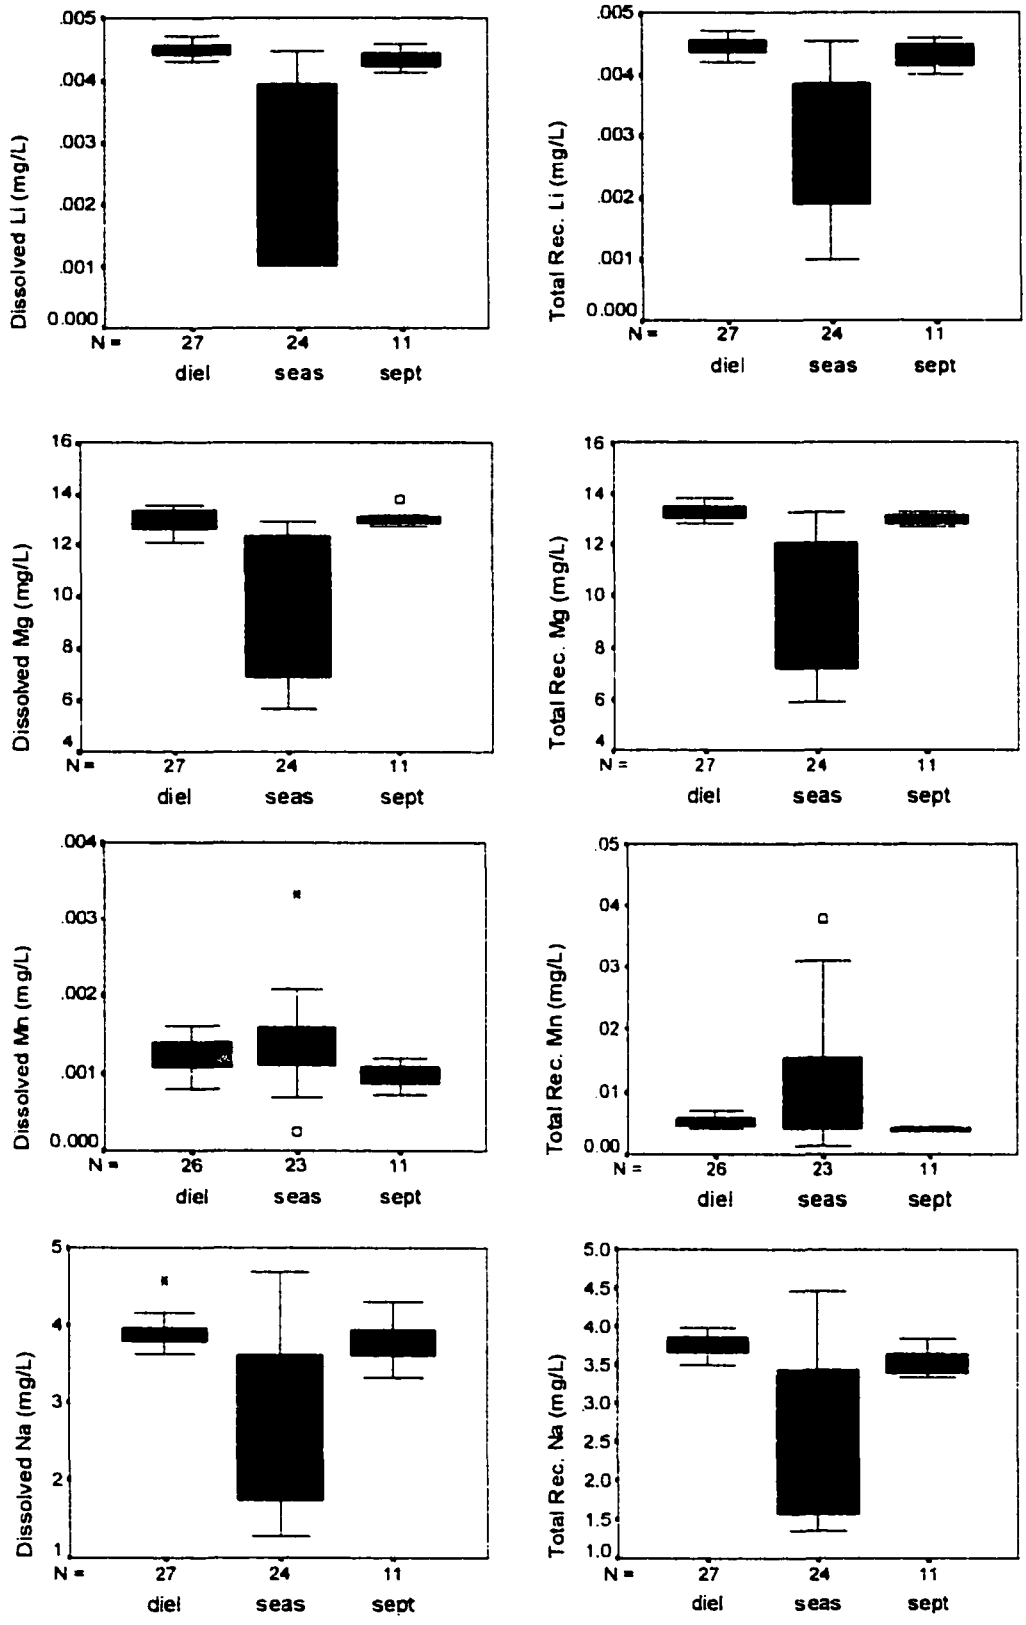 .005
.004
.003
.002
.001
0.000
Dissolved Li (mg/L)
N = 27 24 11
diel seas sept
.005
.004
.003
.002
.001
0.000
Total Rec. Li (mg/L)
N = 27 24 11
diel seas sept
16
14
12
10
8
6
4
Dissolved Mg (mg/L)
N = 27 24 11
diel seas sept
16
14
12
10
8
6
4
Total Rec. Mg (mg/L)
N = 27 24 11
diel seas sept
.004
.003
.002
.001
0.000
Dissolved Mn (mg/L)
N = 26 23 11
diel seas sept
.05
04
03
02
.01
0.00
Total Rec. Mn (mg/L)
N = 26 23 11
diel seas sept
5
4
3
2
1
Dissolved Na (mg/L)
N = 27 24 11
diel seas sept
5.0
4.5
4.0
3.5
3.0
2.5
2.0
1.5
1.0
Total Rec. Na (mg/L)
N = 27 24 11
diel seas sept